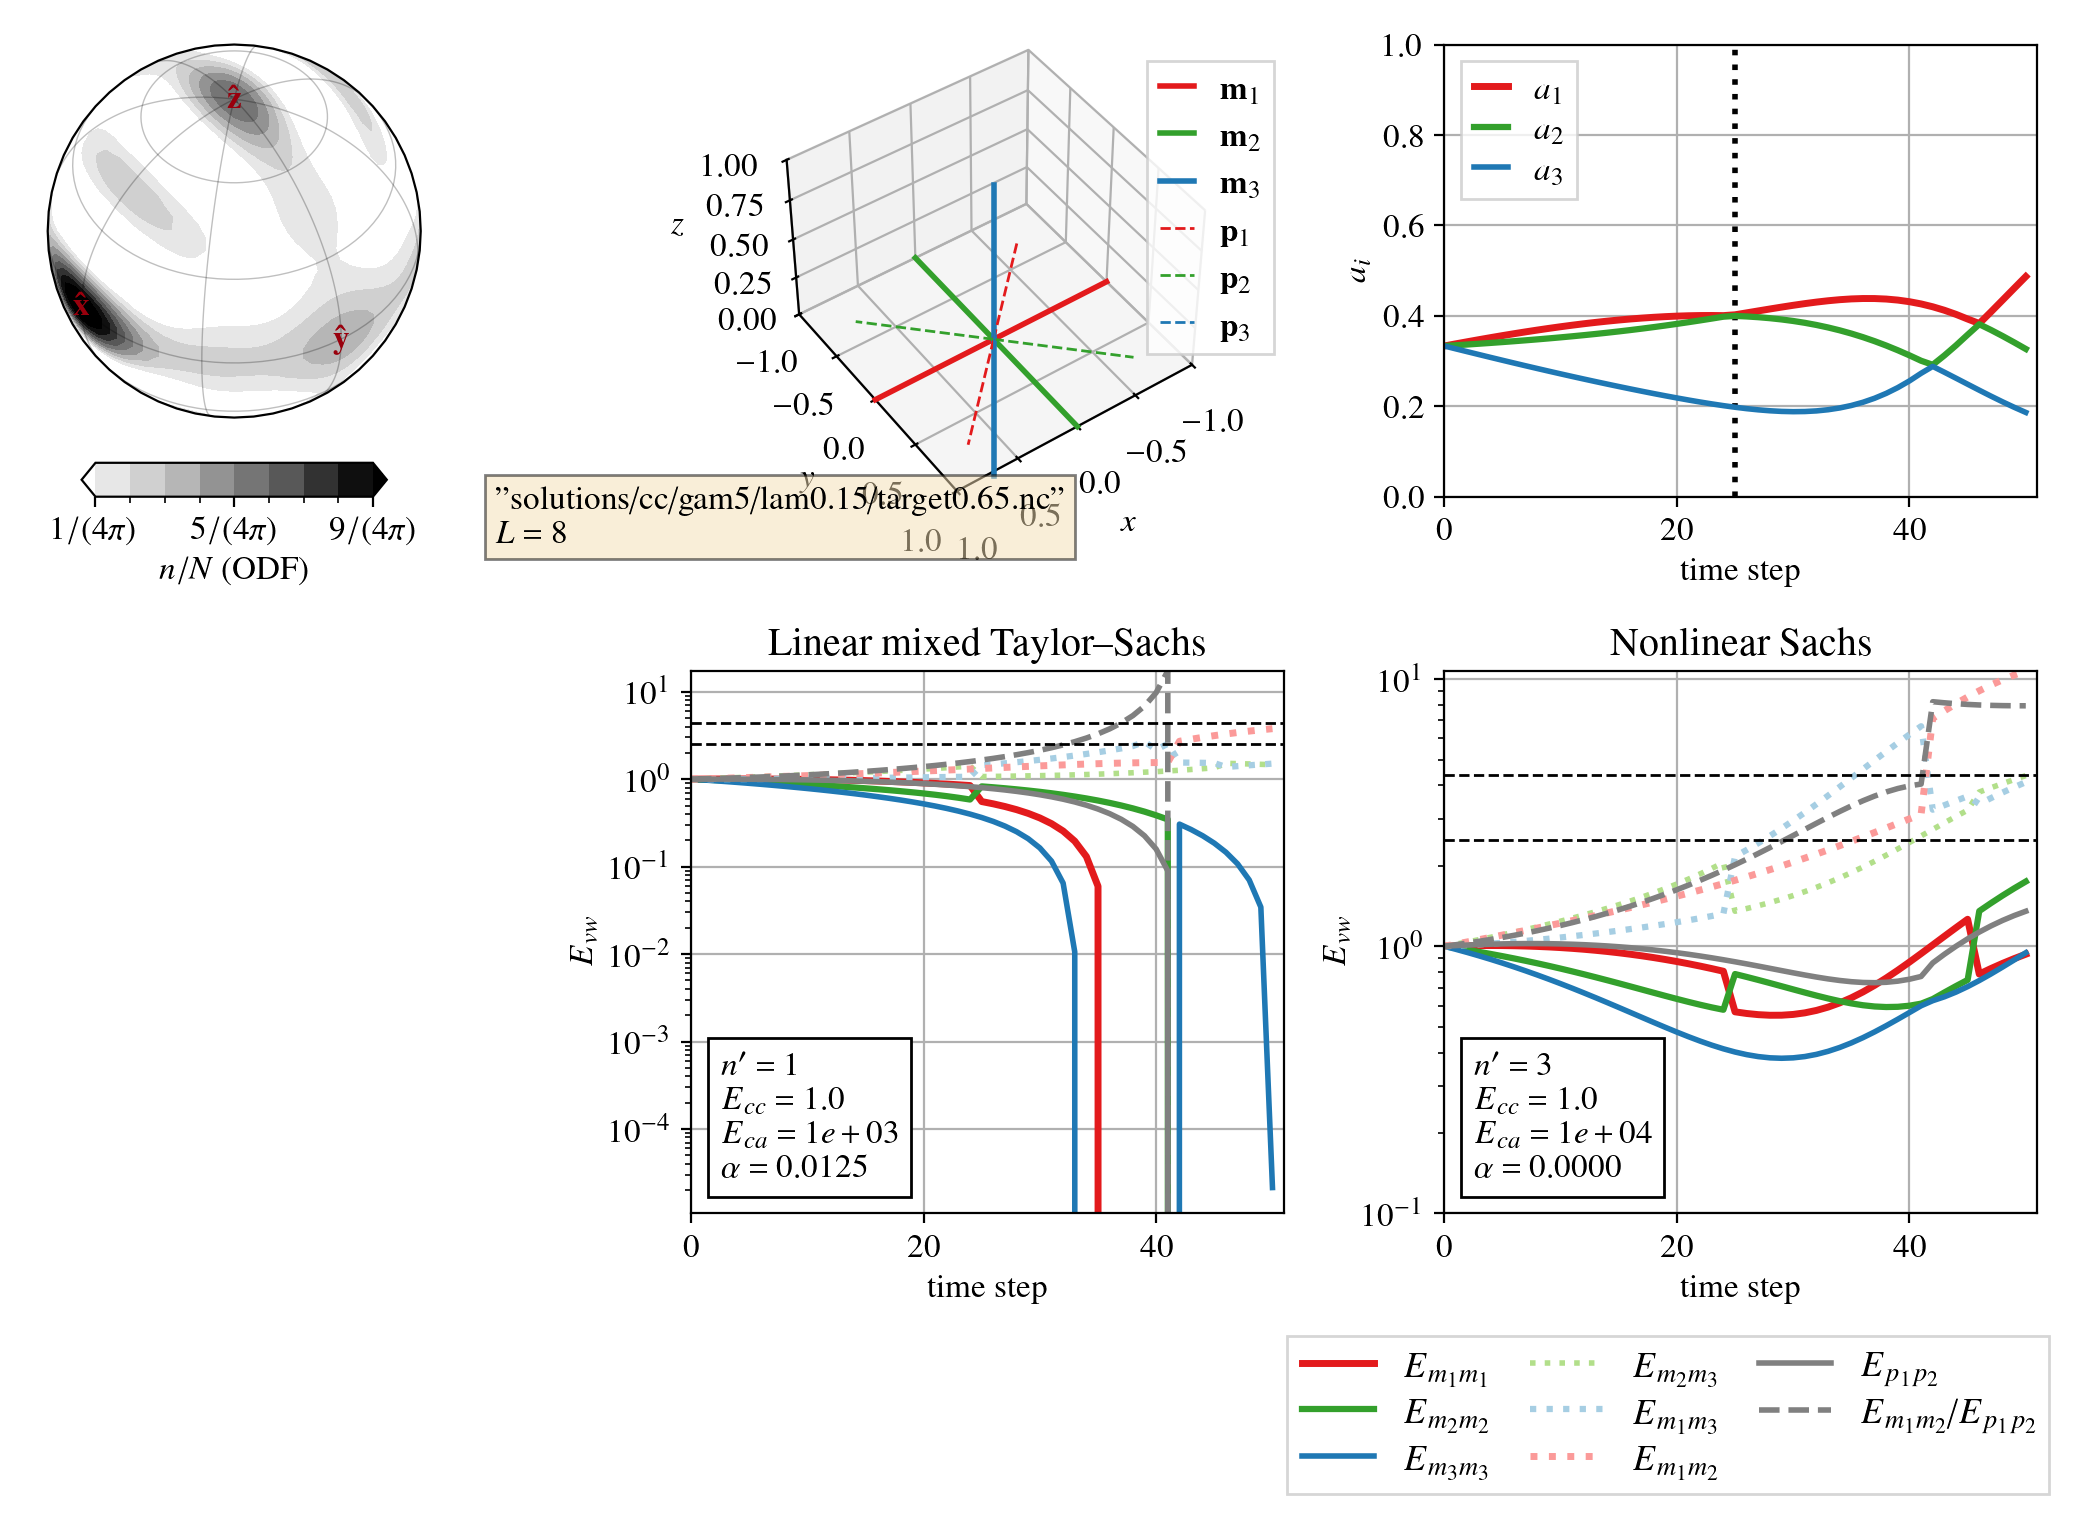 ẑ
x̂
ŷ
1/(4π) 5/(4π) 9/(4π)
n/N (ODF)
1.00
0.75
0.50
0.25
0.00
z
−1.0
−0.5
0.0
0.5
1.0
y
−1.0
−0.5
0.0
0.5
1.0
x
m1
m2
m3
p1
p2
p3
"solutions/cc/gam5/lam0.15/target0.65.nc"
L = 8
1.0
0.8
0.6
0.4
0.2
0.0
ai
a1
a2
a3
0 20 40
time step
Linear mixed Taylor–Sachs
10^1
10^0
10^−1
10^−2
10^−3
10^−4
Evw
n′ = 1
Ecc = 1.0
Eca = 1e + 03
α = 0.0125
0 20 40
time step
Nonlinear Sachs
10^1
10^0
10^−1
Evw
n′ = 3
Ecc = 1.0
Eca = 1e + 04
α = 0.0000
0 20 40
time step
Em1m1
Em2m2
Em3m3
Em2m3
Em1m3
Em1m2
Ep1p2
Em1m2/Ep1p2